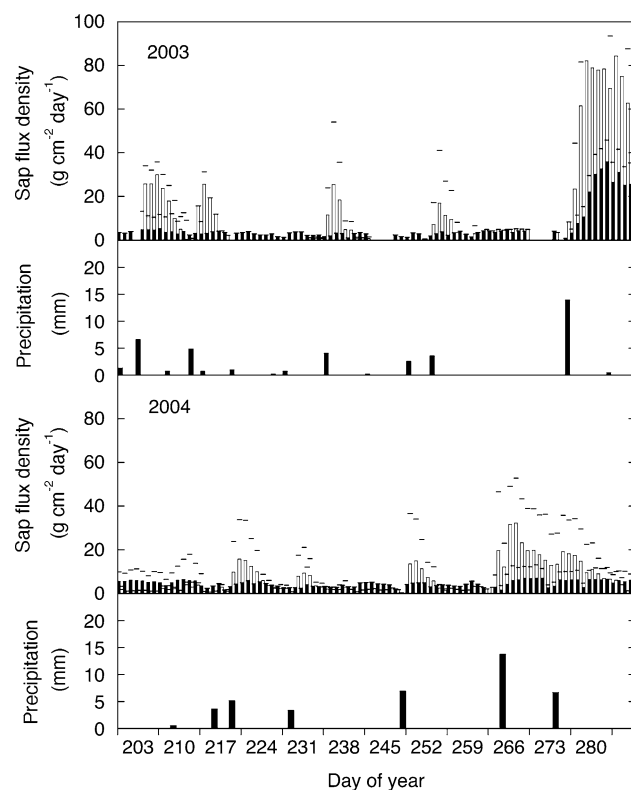 100
80
60
40
20
0
2003
Sap flux density
(g cm⁻² day⁻¹)
20
15
10
5
0
Precipitation
(mm)
80
60
40
20
0
2004
Sap flux density
(g cm⁻² day⁻¹)
20
15
10
5
0
Precipitation
(mm)
203 210 217 224 231 238 245 252 259 266 273 280
Day of year